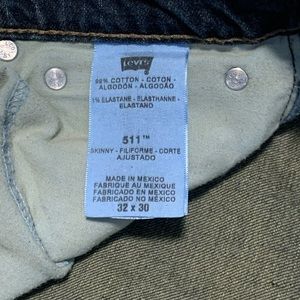 Levi's
99% COTTON - COTON -
ALGODÓN - ALGODÃO
1% ELASTANE - ELASTHANNE -
ELASTANO
511™
SKINNY - FILIFORME - CORTE
AJUSTADO
MADE IN MEXICO
FABRIQUÉ AU MEXIQUE
FABRICADO EN MEXICO
FABRICADO NO MÉXICO
32 x 30